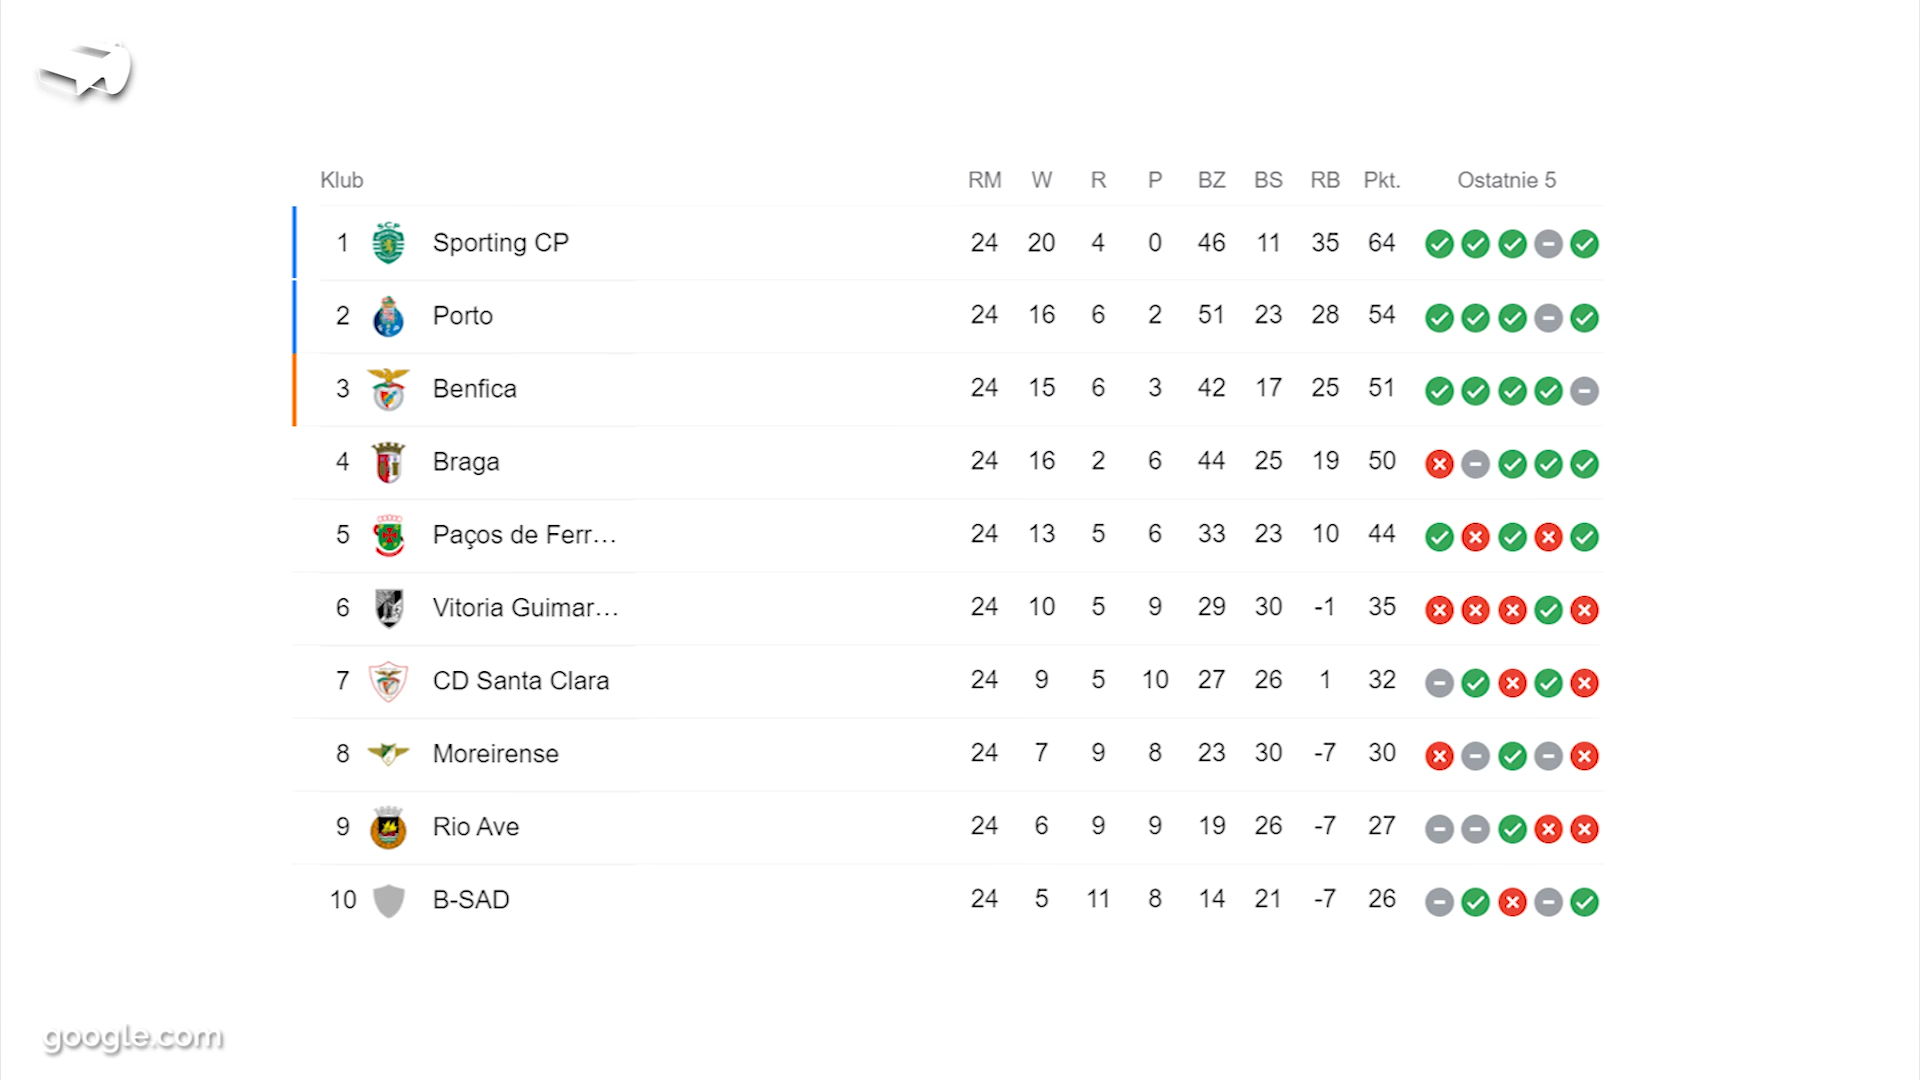 Klub RM W R P BZ BS RB Pkt. Ostatnie 5
1 Sporting CP 24 20 4 0 46 11 35 64
2 Porto 24 16 6 2 51 23 28 54
3 Benfica 24 15 6 3 42 17 25 51
4 Braga 24 16 2 6 44 25 19 50
5 Paços de Ferr... 24 13 5 6 33 23 10 44
6 Vitoria Guimar... 24 10 5 9 29 30 -1 35
7 CD Santa Clara 24 9 5 10 27 26 1 32
8 Moreirense 24 7 9 8 23 30 -7 30
9 Rio Ave 24 6 9 9 19 26 -7 27
10 B-SAD 24 5 11 8 14 21 -7 26
google.com